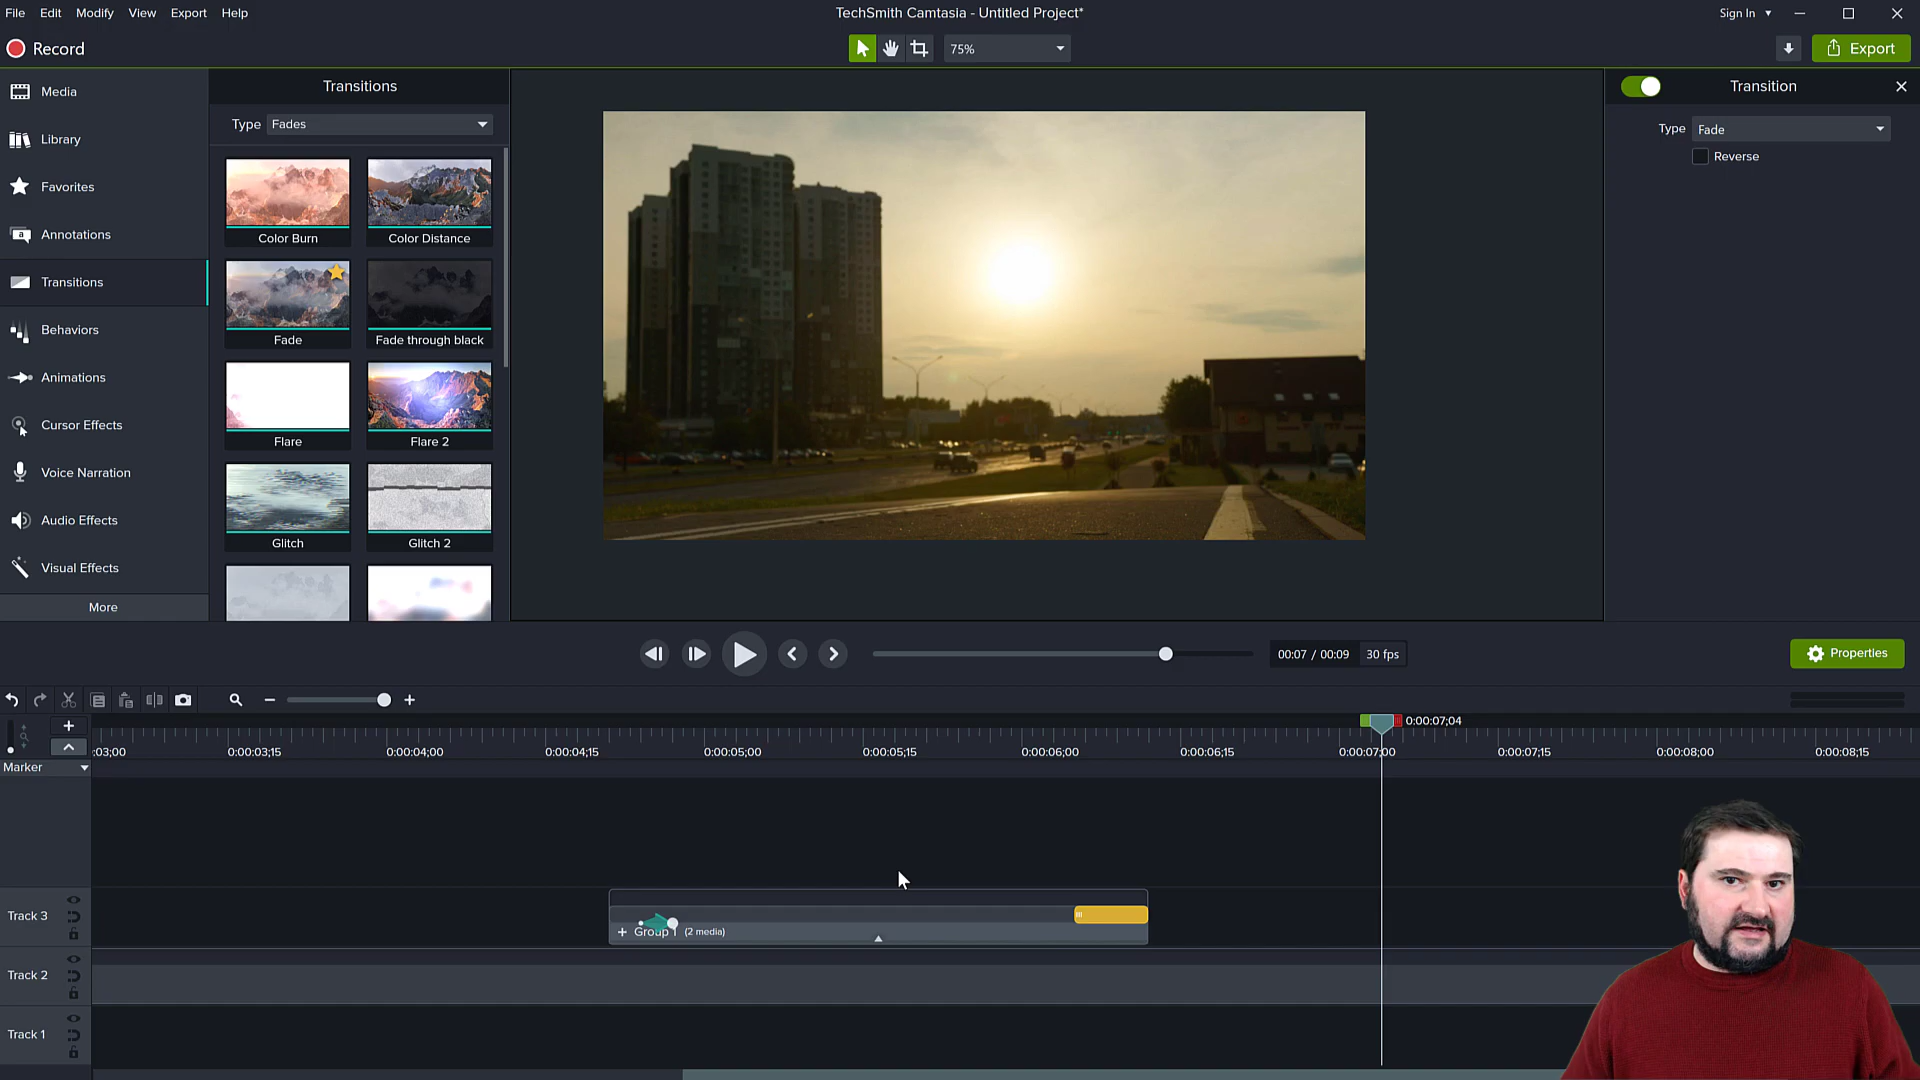 File Edit Modify View Export Help
TechSmith Camtasia - Untitled Project*
Sign In
Record
75%
Export
Media
Library
Favorites
Annotations
Transitions
Behaviors
Animations
Cursor Effects
Voice Narration
Audio Effects
Visual Effects
More
Transitions
Type Fades
Color Burn Color Distance
Fade Fade through black
Flare Flare 2
Glitch Glitch 2
Transition
Type Fade
Reverse
00:07 / 00:09 30 fps
Properties
0:00:07;04
:03;00 0:00:03;15 0:00:04;00 0:00:04;15 0:00:05;00 0:00:05;15 0:00:06;00 0:00:06;15 0:00:07;00 0:00:07;15 0:00:08;00 0:00:08;15
Marker
Track 3
+ Group 1 (2 media)
Track 2
Track 1